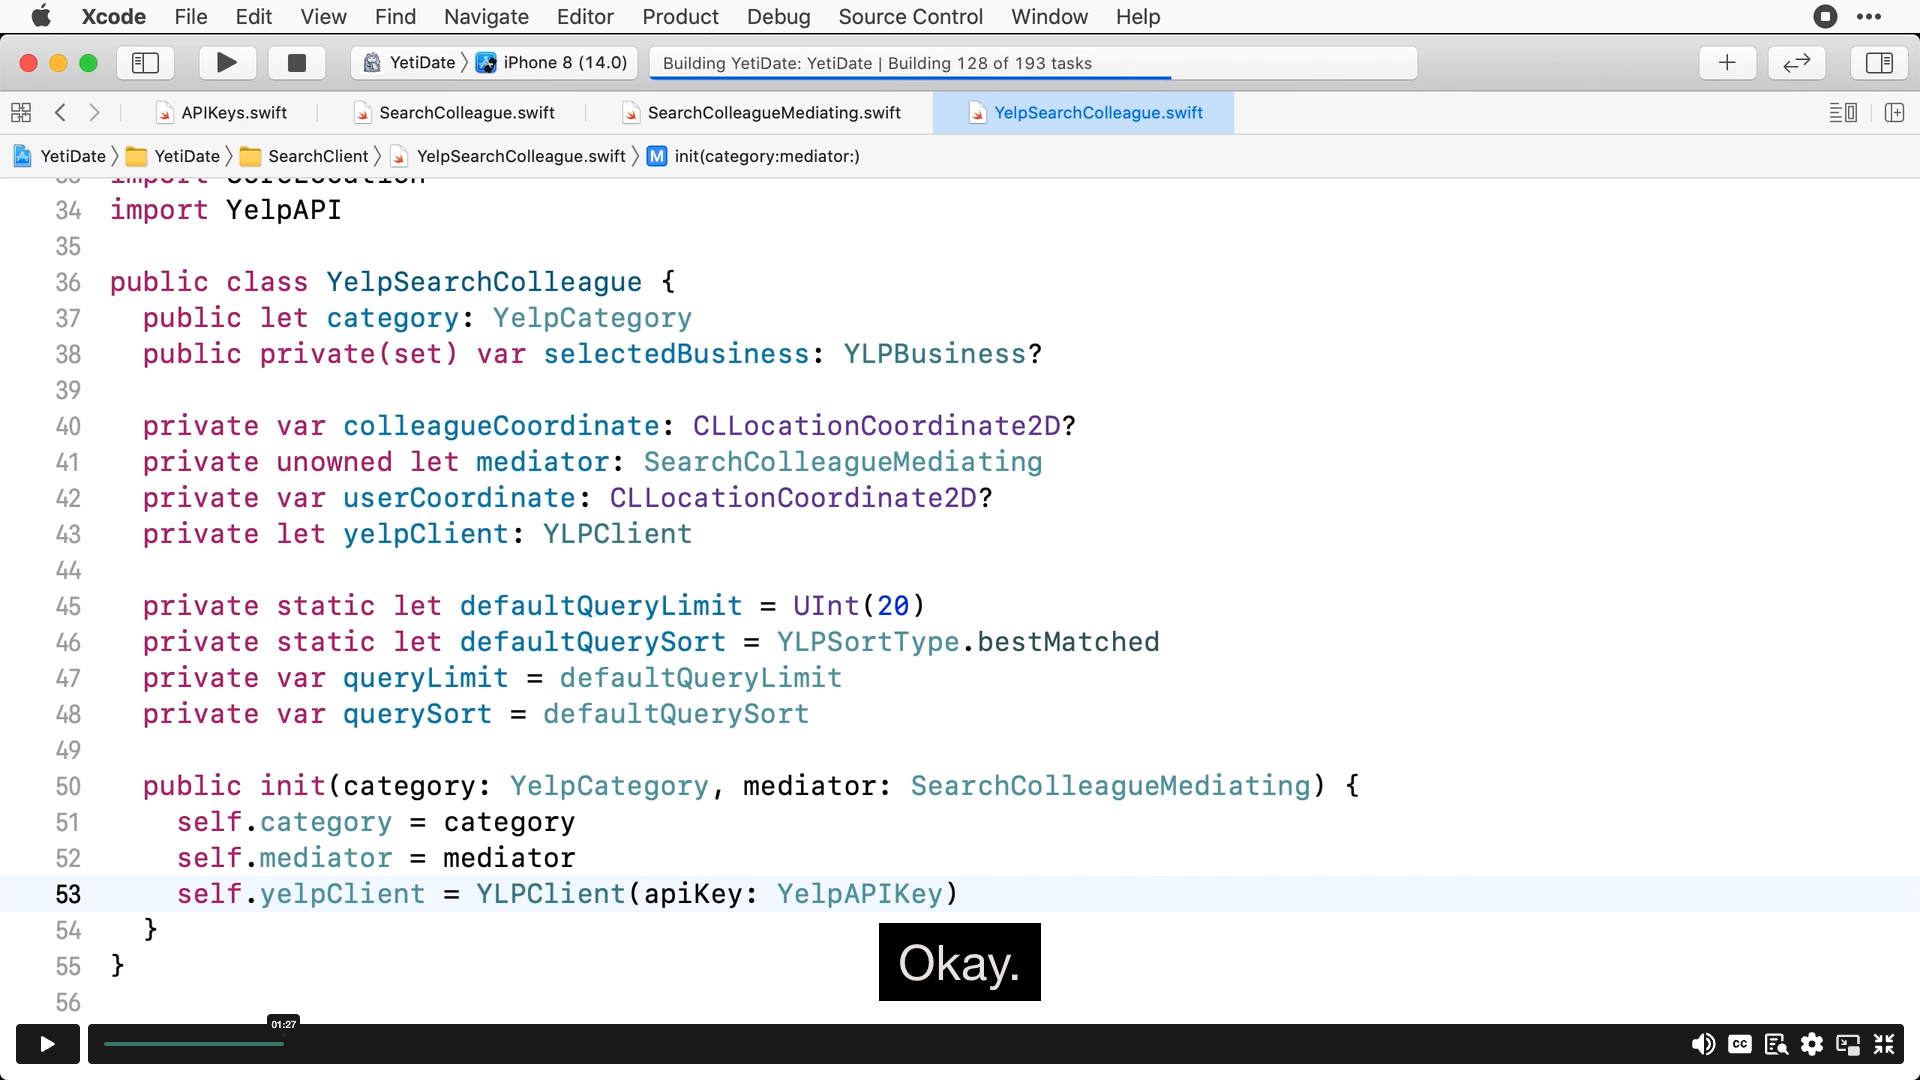 Xcode File Edit View Find Navigate Editor Product Debug Source Control Window Help
YetiDate iPhone 8 (14.0) Building YetiDate: YetiDate | Building 128 of 193 tasks
APIKeys.swift SearchColleague.swift SearchColleagueMediating.swift YelpSearchColleague.swift
YetiDate YetiDate SearchClient YelpSearchColleague.swift M init(category:mediator:)
33 import CoreLocation
34 import YelpAPI
35
36 public class YelpSearchColleague {
37 public let category: YelpCategory
38 public private(set) var selectedBusiness: YLPBusiness?
39
40 private var colleagueCoordinate: CLLocationCoordinate2D?
41 private unowned let mediator: SearchColleagueMediating
42 private var userCoordinate: CLLocationCoordinate2D?
43 private let yelpClient: YLPClient
44
45 private static let defaultQueryLimit = UInt(20)
46 private static let defaultQuerySort = YLPSortType.bestMatched
47 private var queryLimit = defaultQueryLimit
48 private var querySort = defaultQuerySort
49
50 public init(category: YelpCategory, mediator: SearchColleagueMediating) {
51 self.category = category
52 self.mediator = mediator
53 self.yelpClient = YLPClient(apiKey: YelpAPIKey)
54 }
55 }
56
Okay.
01:27
CC